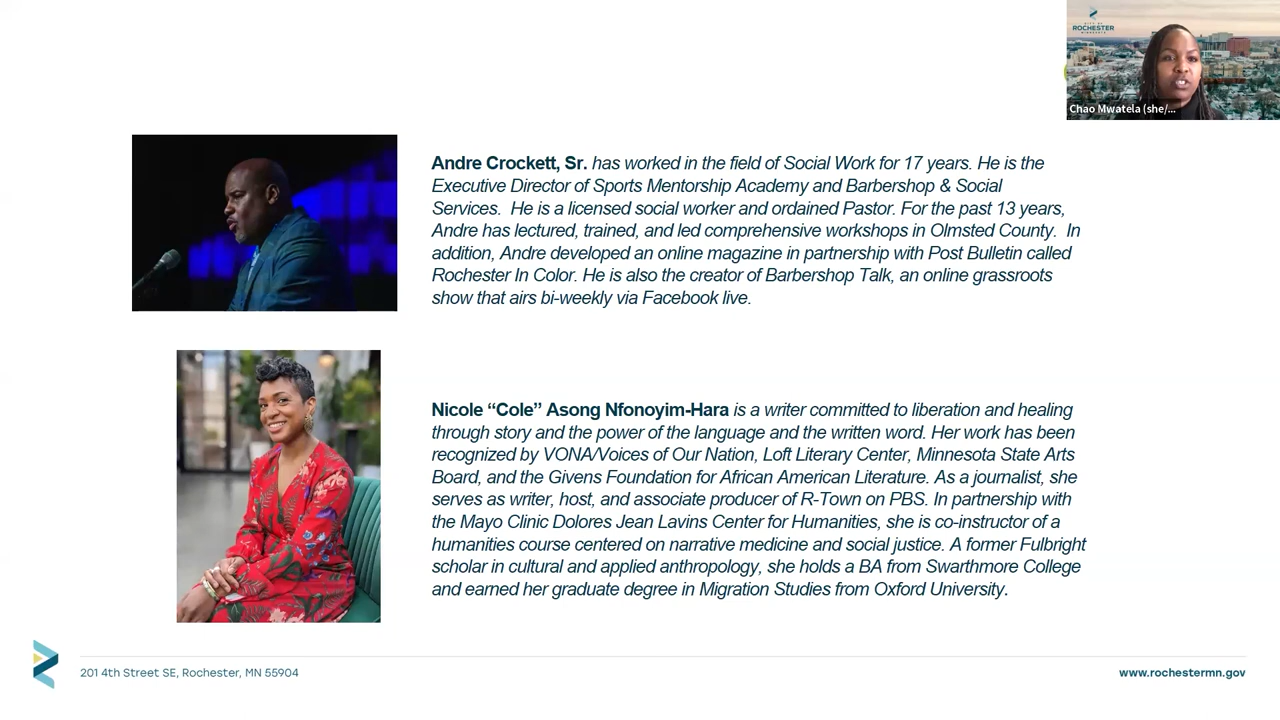 CITY OF
ROCHESTER
MINNESOTA
Chao Mwatela (she/...
Andre Crockett, Sr. has worked in the field of Social Work for 17 years. He is the
Executive Director of Sports Mentorship Academy and Barbershop & Social
Services.  He is a licensed social worker and ordained Pastor. For the past 13 years,
Andre has lectured, trained, and led comprehensive workshops in Olmsted County.  In
addition, Andre developed an online magazine in partnership with Post Bulletin called
Rochester In Color. He is also the creator of Barbershop Talk, an online grassroots
show that airs bi-weekly via Facebook live.
Nicole “Cole” Asong Nfonoyim-Hara is a writer committed to liberation and healing
through story and the power of the language and the written word. Her work has been
recognized by VONA/Voices of Our Nation, Loft Literary Center, Minnesota State Arts
Board, and the Givens Foundation for African American Literature. As a journalist, she
serves as writer, host, and associate producer of R-Town on PBS. In partnership with
the Mayo Clinic Dolores Jean Lavins Center for Humanities, she is co-instructor of a
humanities course centered on narrative medicine and social justice. A former Fulbright
scholar in cultural and applied anthropology, she holds a BA from Swarthmore College
and earned her graduate degree in Migration Studies from Oxford University.
201 4th Street SE, Rochester, MN 55904
www.rochestermn.gov